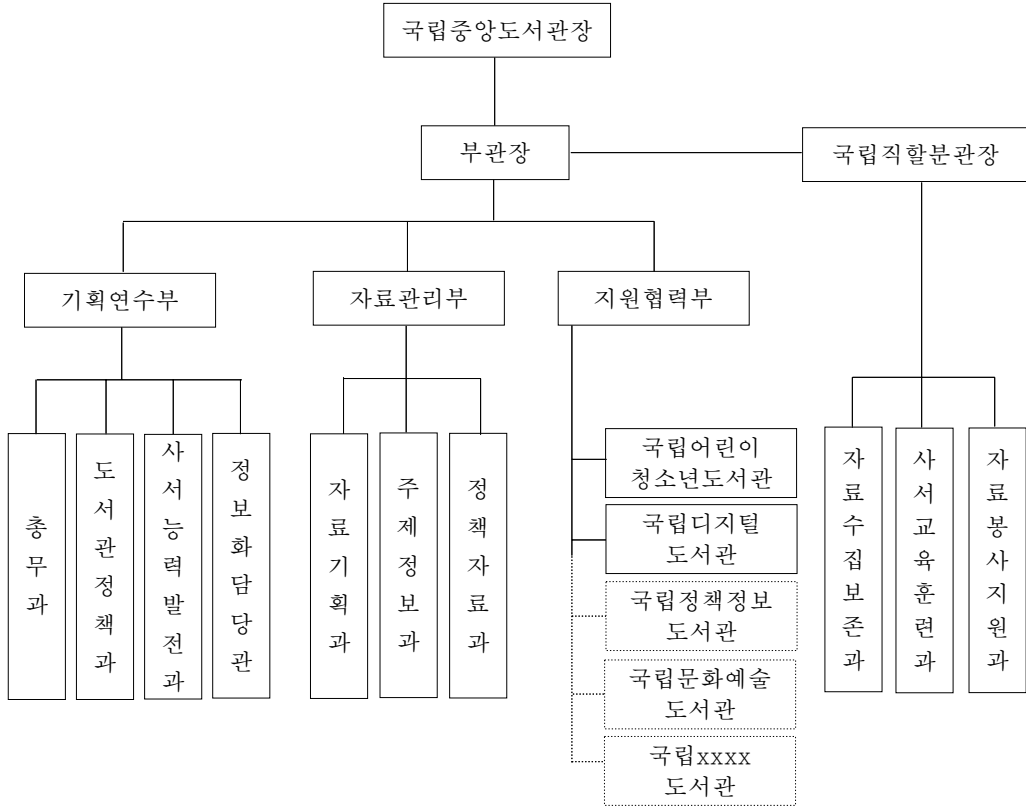 국립중앙도서관장
부관장
국립직할분관장
기획연수부
자료관리부
지원협력부
총무과
도서관정책과
사서능력발전과
정보화담당관
자료기획과
주제정보과
정책자료과
국립어린이
청소년도서관
국립디지털
도서관
국립정책정보
도서관
국립문화예술
도서관
국립xxxx
도서관
자료수집보존과
사서교육훈련과
자료봉사지원과